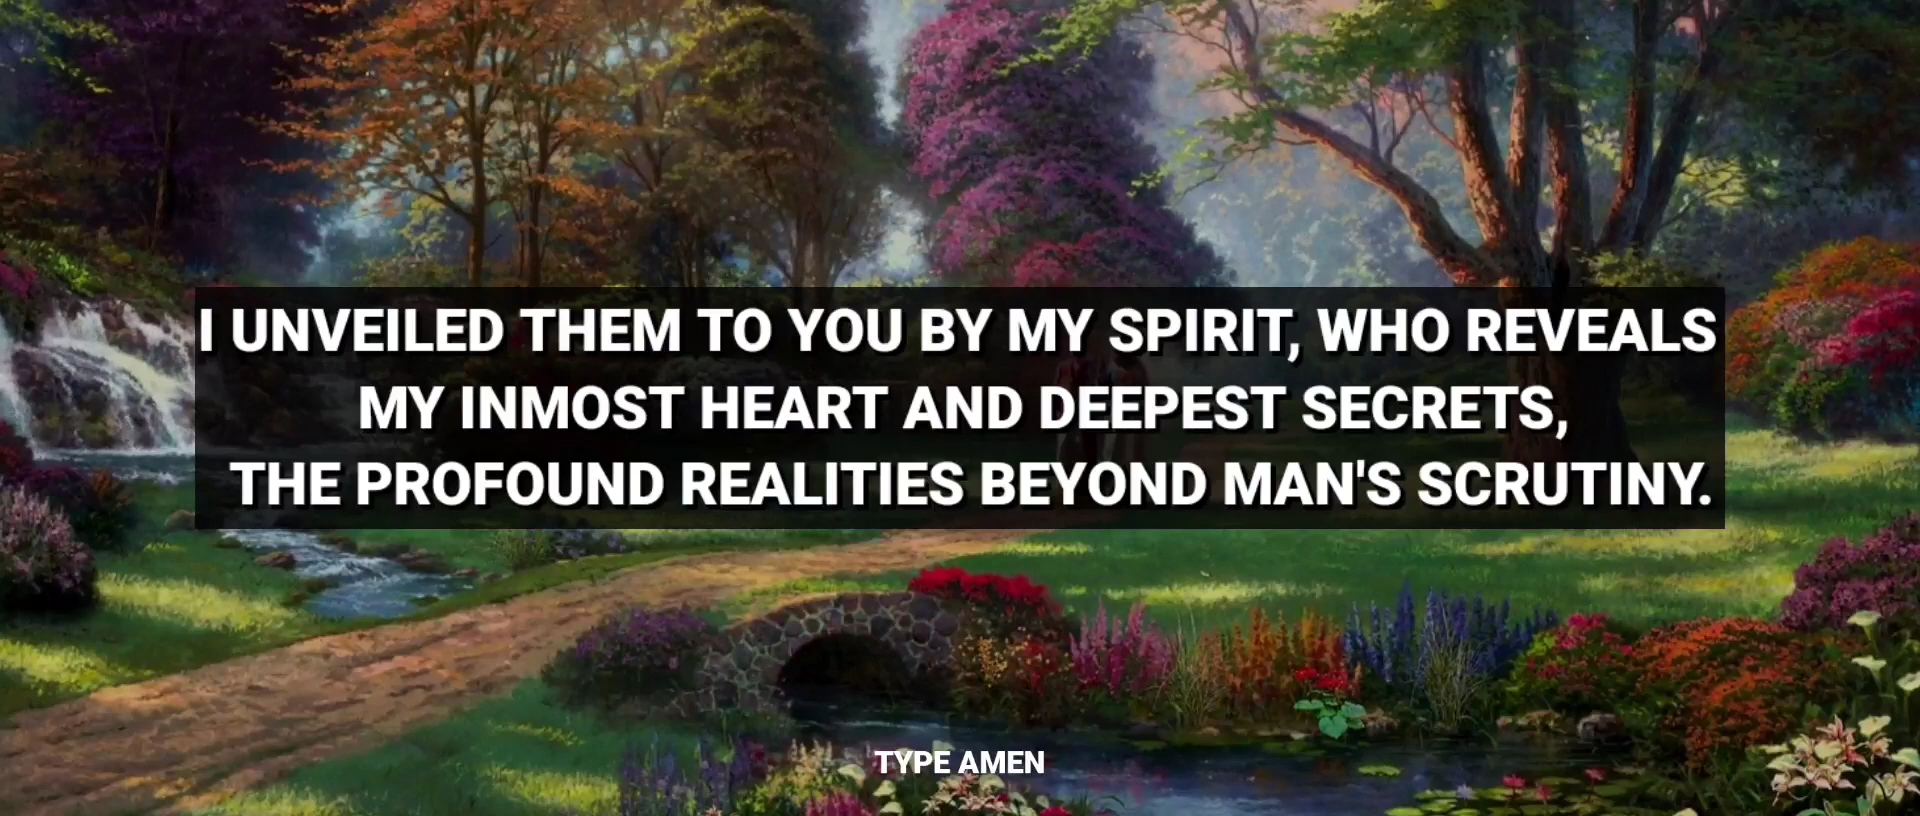 I UNVEILED THEM TO YOU BY MY SPIRIT, WHO REVEALS
MY INMOST HEART AND DEEPEST SECRETS,
THE PROFOUND REALITIES BEYOND MAN'S SCRUTINY.
TYPE AMEN